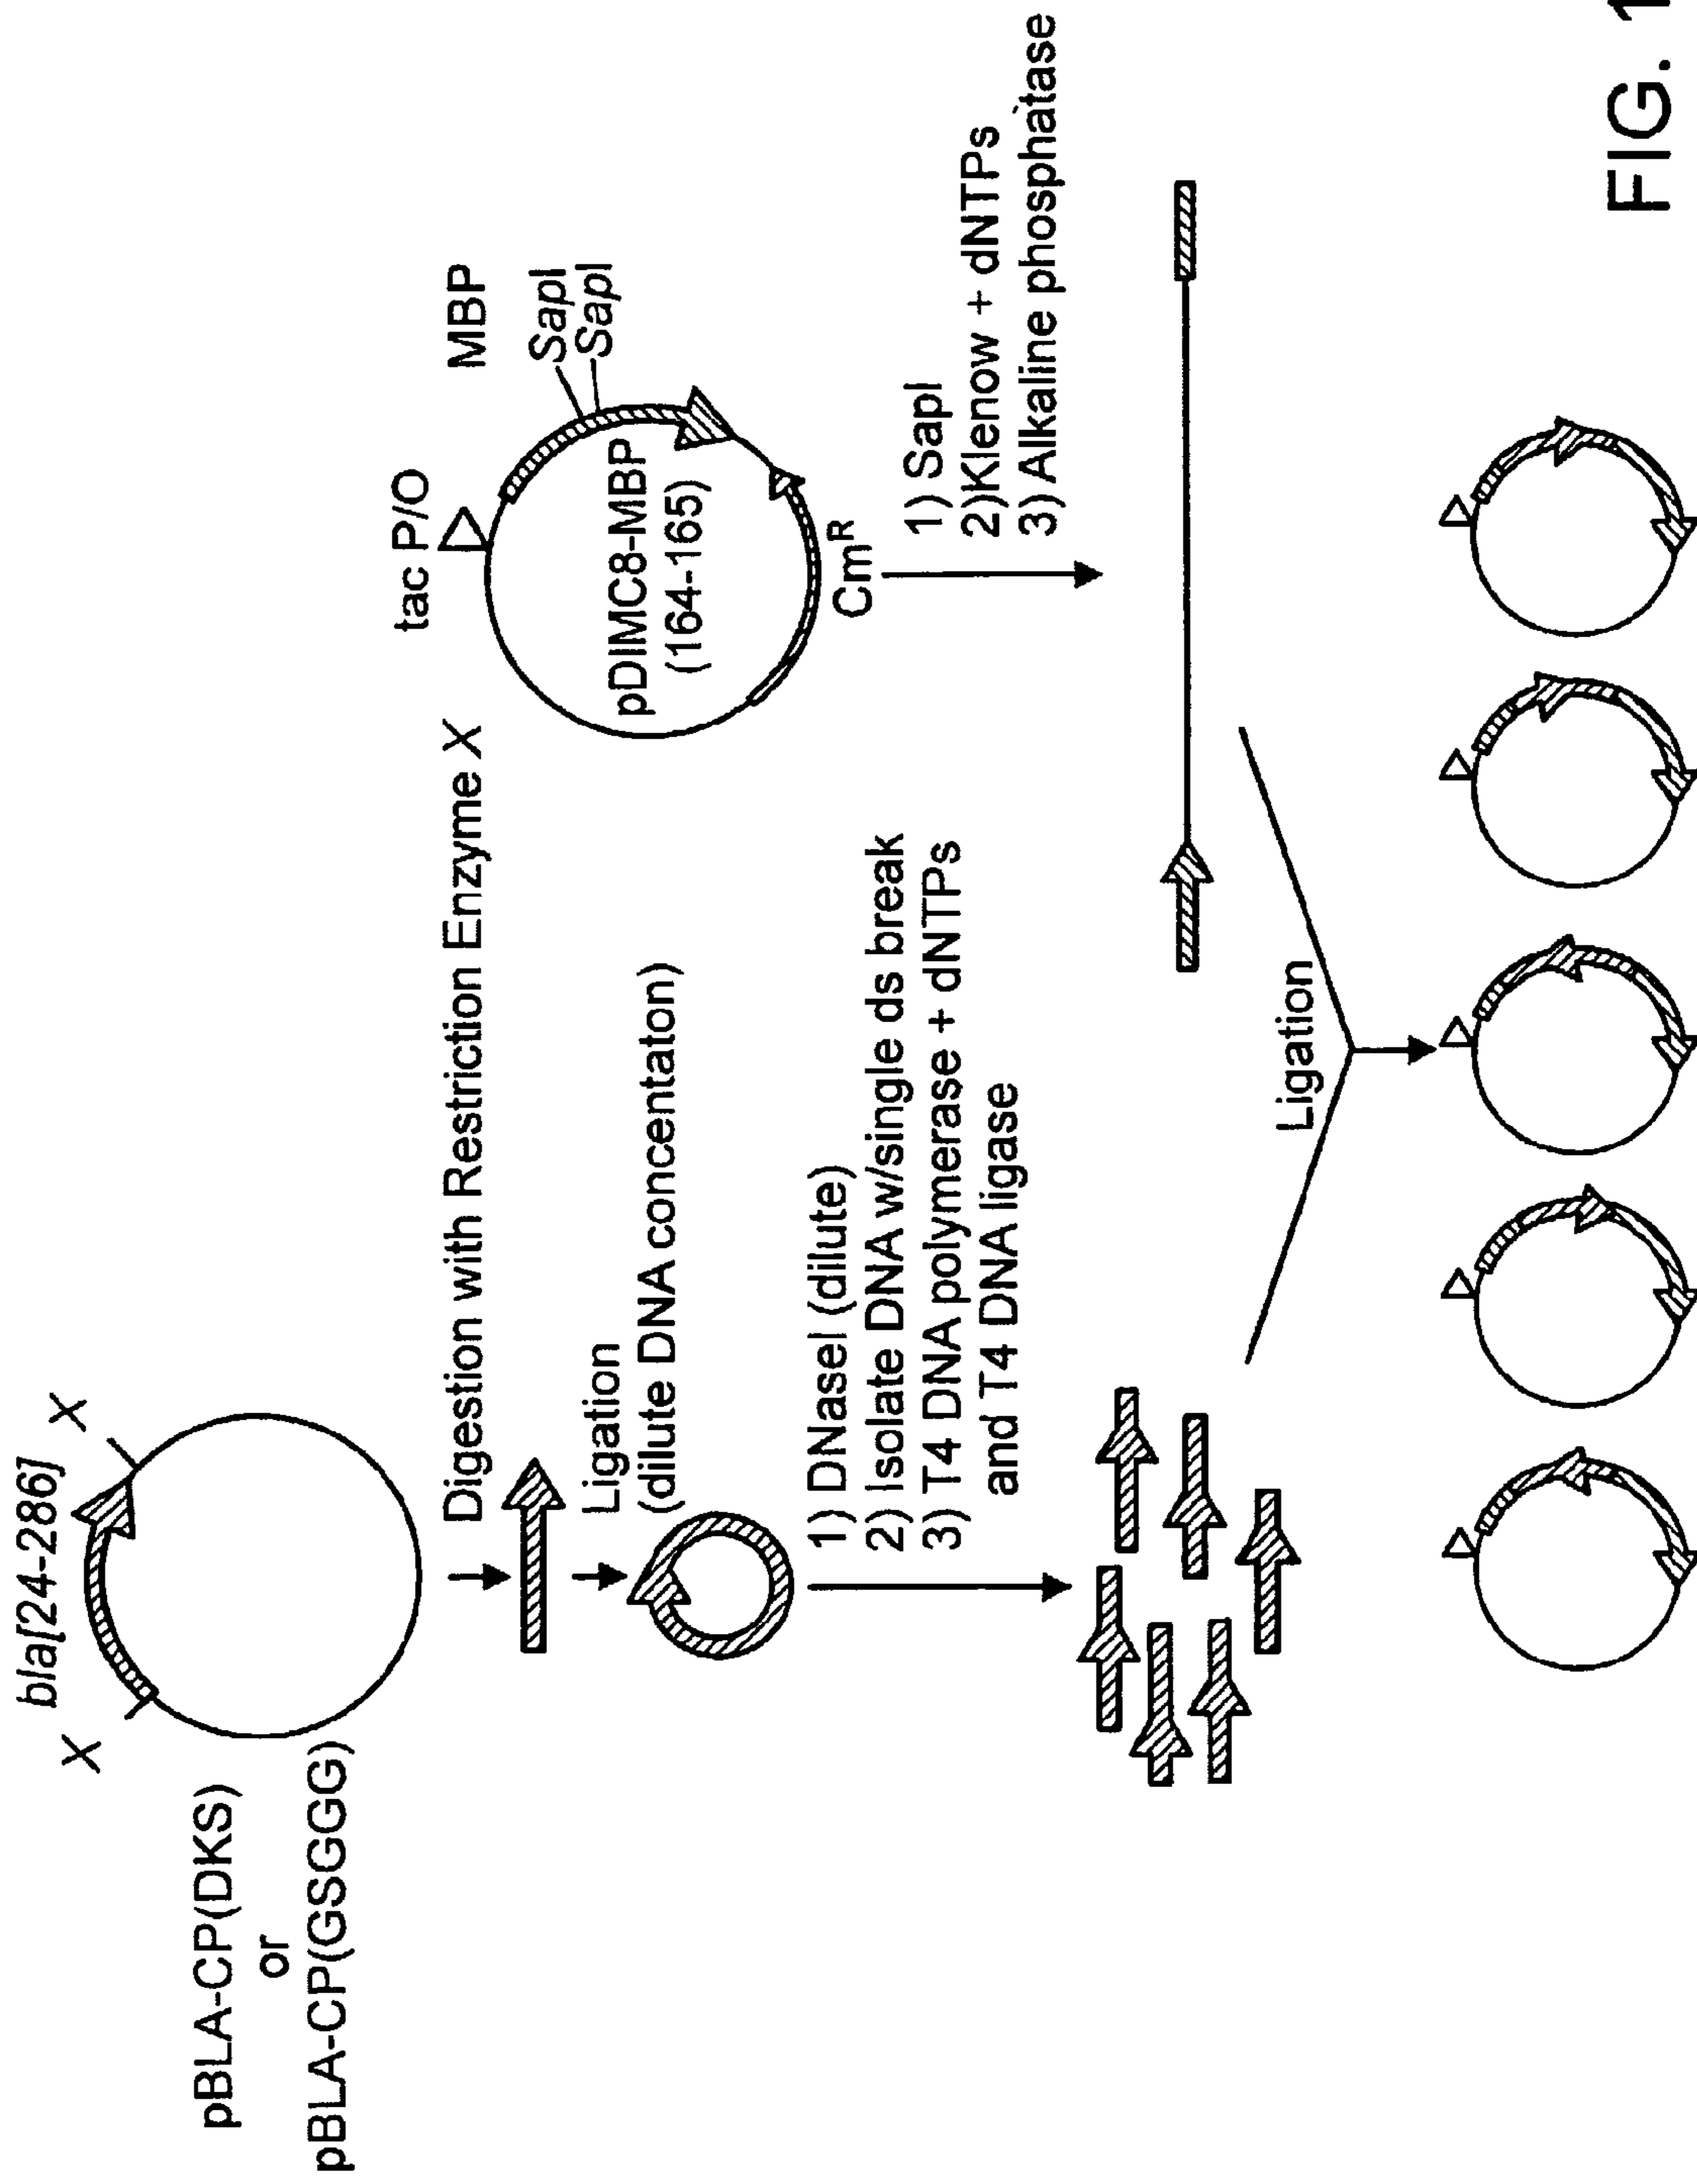 bla[24-286]
X
X
pBLA-CP(DKS)
or
pBLA-CP(GSGGG)
Digestion with Restriction Enzyme X
Ligation
(dilute DNA concentaton)
1) DNaseI (dilute)
2) Isolate DNA w/single ds break
3) T4 DNA polymerase + dNTPs
and T4 DNA ligase
tac P/O
MBP
SapI
SapI
pDIMC8-MBP
(164-165)
CmR
1) SapI
2)Klenow + dNTPs
3) Alkaline phosphatase
Ligation
FIG. 1